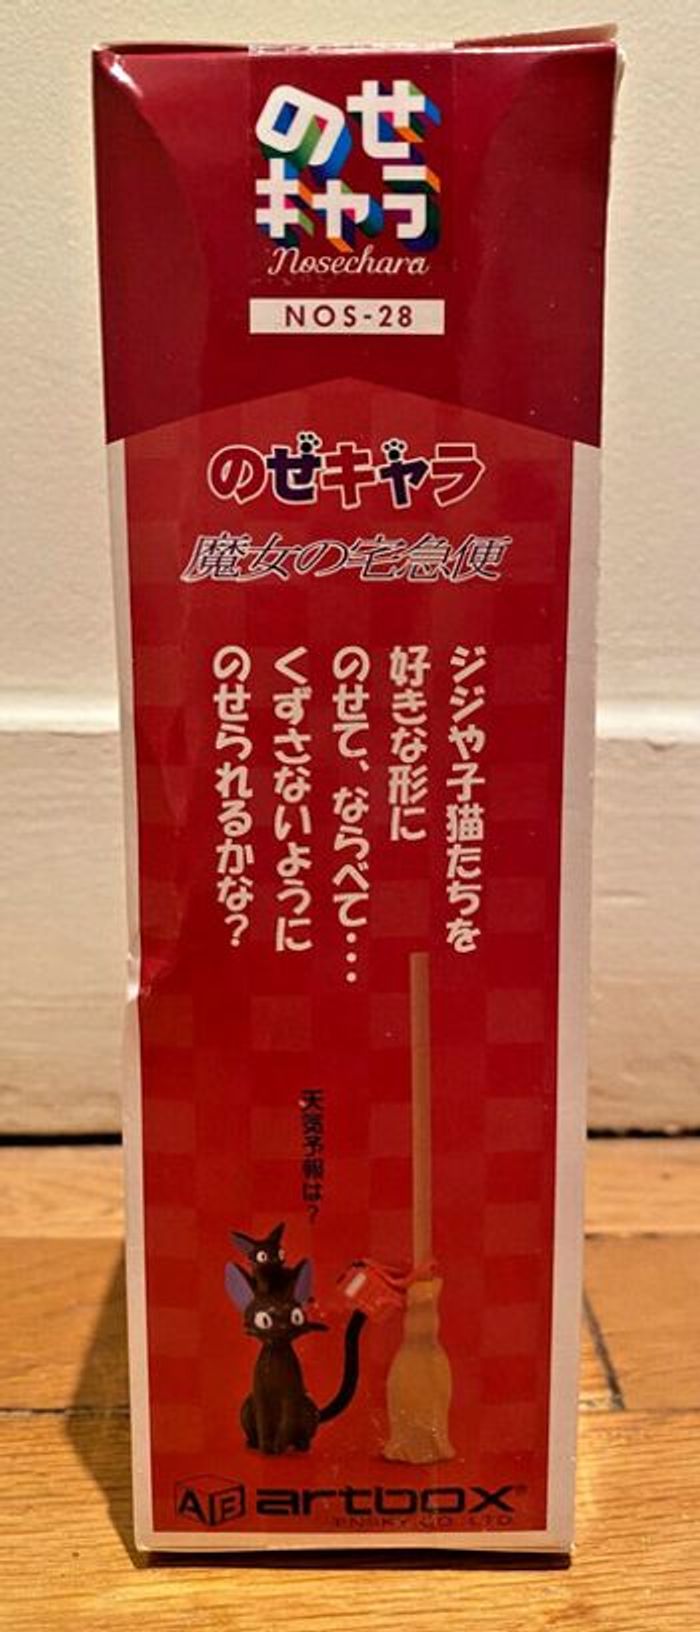 のせ
キャラ
Nosechara
NOS-28
のせキャラ
魔女の宅急便
ジジや子猫たちを
好きな形に
のせて、ならべて・・・
くずさないように
のせられるかな？
天気予報は？
AB artbox®
ENSKY CO.,LTD.